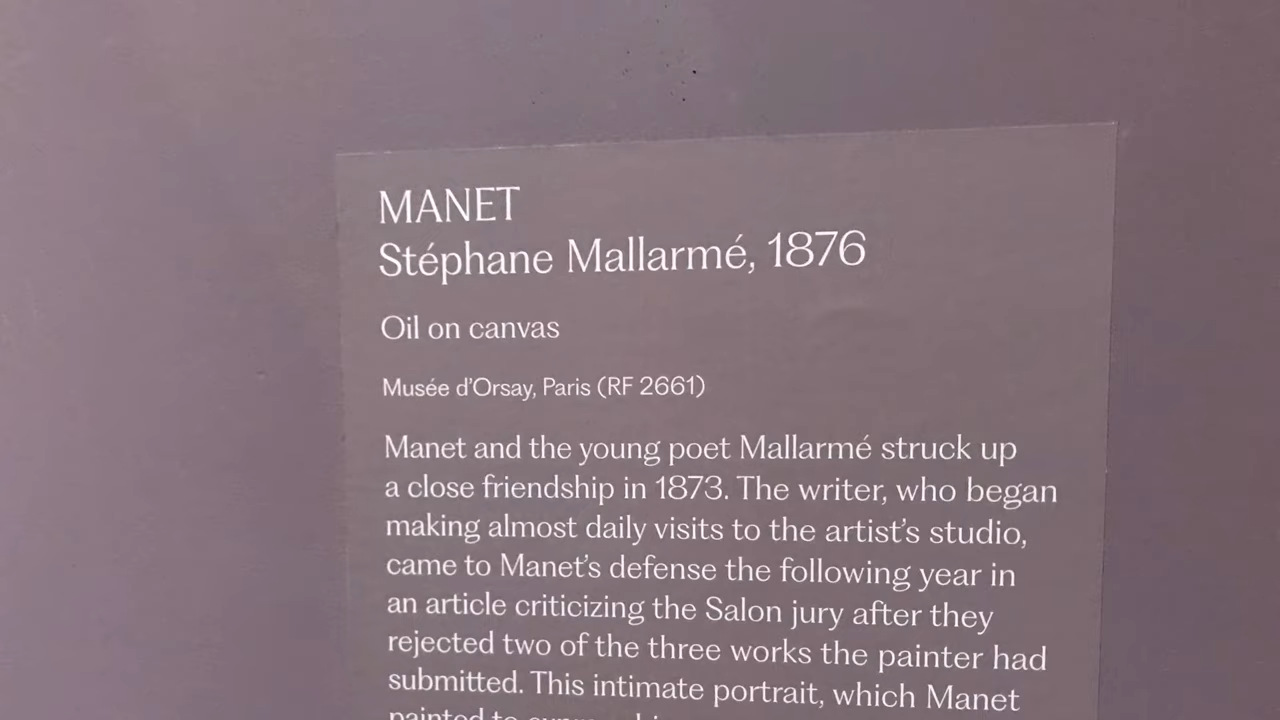 MANET
Stéphane Mallarmé, 1876
Oil on canvas
Musée d’Orsay, Paris (RF 2661)
Manet and the young poet Mallarmé struck up
a close friendship in 1873. The writer, who began
making almost daily visits to the artist’s studio,
came to Manet’s defense the following year in
an article criticizing the Salon jury after they
rejected two of the three works the painter had
submitted. This intimate portrait, which Manet
painted to